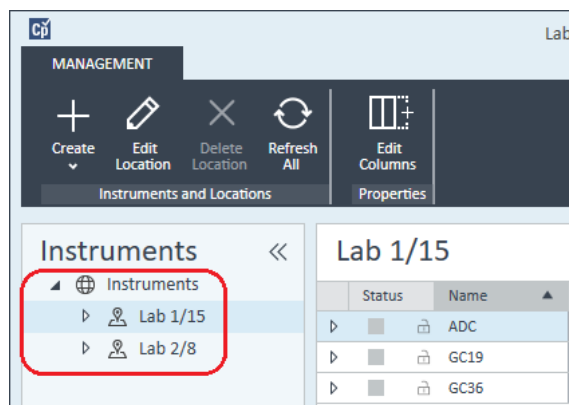 Cp
Lab
MANAGEMENT
Create
Edit
Location
Delete
Location
Refresh
All
Edit
Columns
Instruments and Locations
Properties
Instruments
Instruments
Lab 1/15
Lab 2/8
Lab 1/15
Status Name
ADC
GC19
GC36